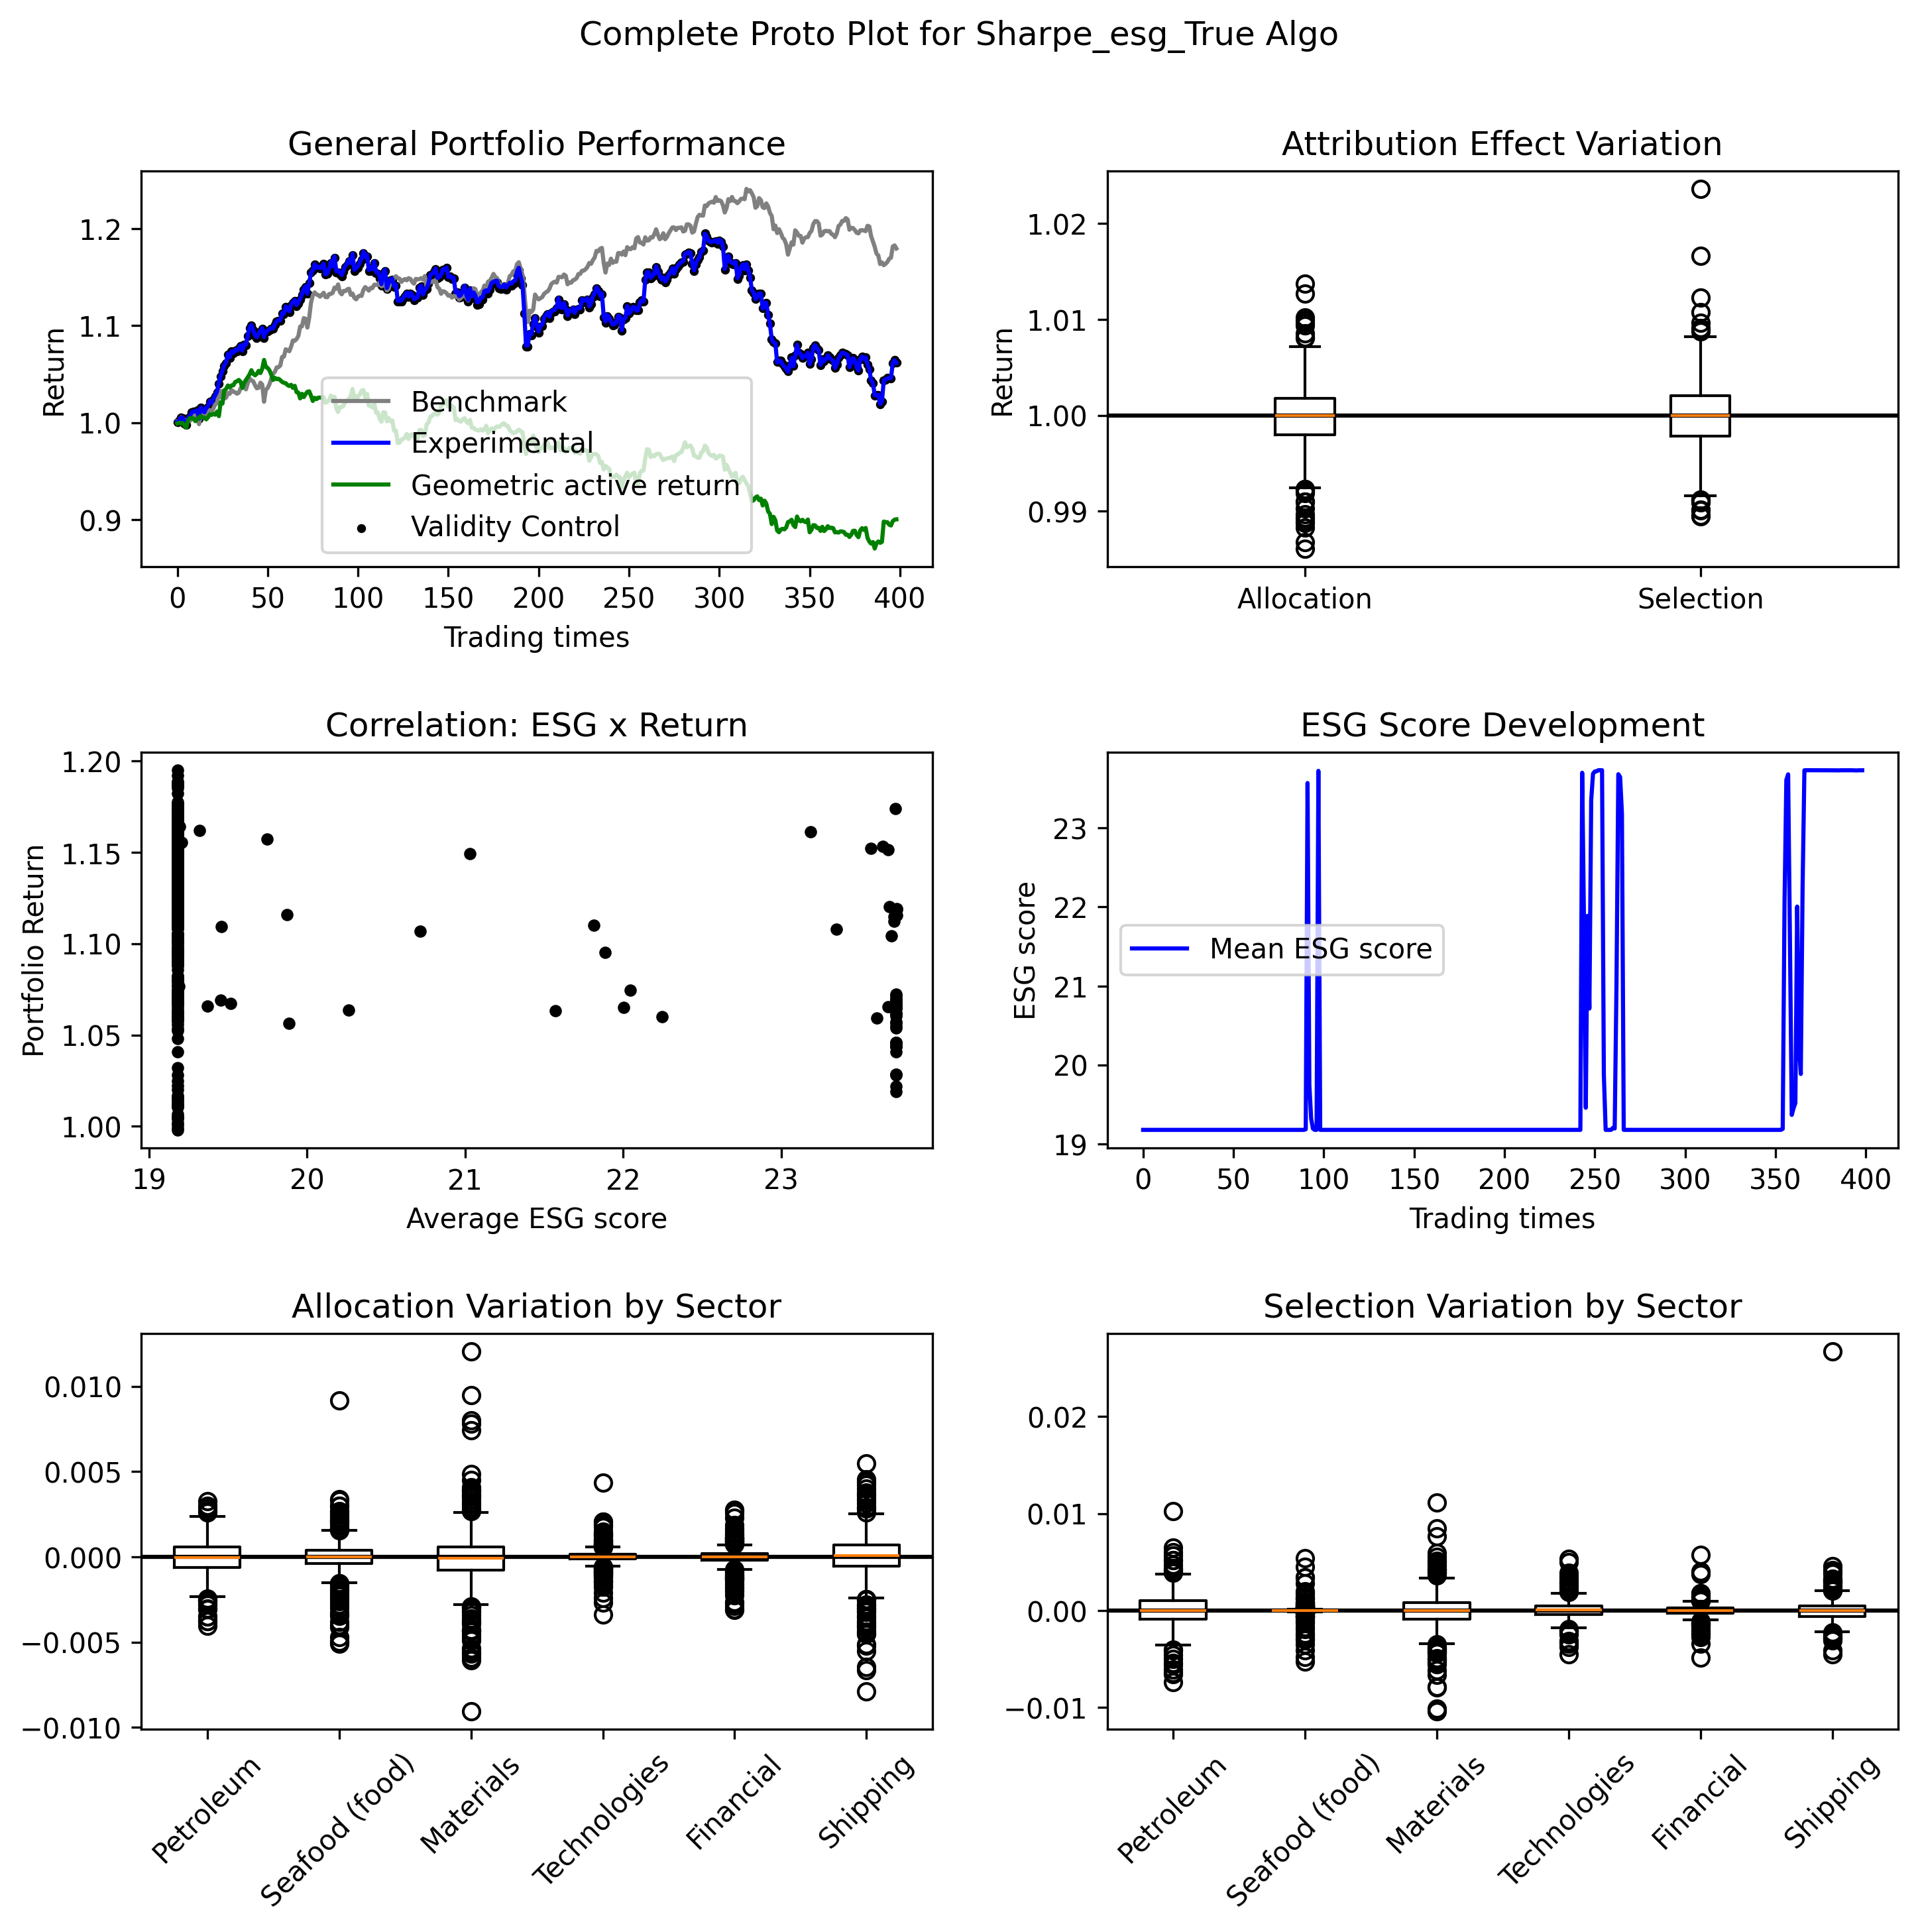 Complete Proto Plot for Sharpe_esg_True Algo
General Portfolio Performance
Return
1.2
1.1
1.0
0.9
Benchmark
Experimental
Geometric active return
Validity Control
0 50 100 150 200 250 300 350 400
Trading times
Attribution Effect Variation
Return
1.02
1.01
1.00
0.99
Allocation Selection
Correlation: ESG x Return
Portfolio Return
1.20
1.15
1.10
1.05
1.00
19 20 21 22 23
Average ESG score
ESG Score Development
ESG score
23
22
21
20
19
Mean ESG score
0 50 100 150 200 250 300 350 400
Trading times
Allocation Variation by Sector
0.010
0.005
0.000
−0.005
−0.010
Petroleum
Seafood (food)
Materials
Technologies
Financial
Shipping
Selection Variation by Sector
0.02
0.01
0.00
−0.01
Petroleum
Seafood (food)
Materials
Technologies
Financial
Shipping